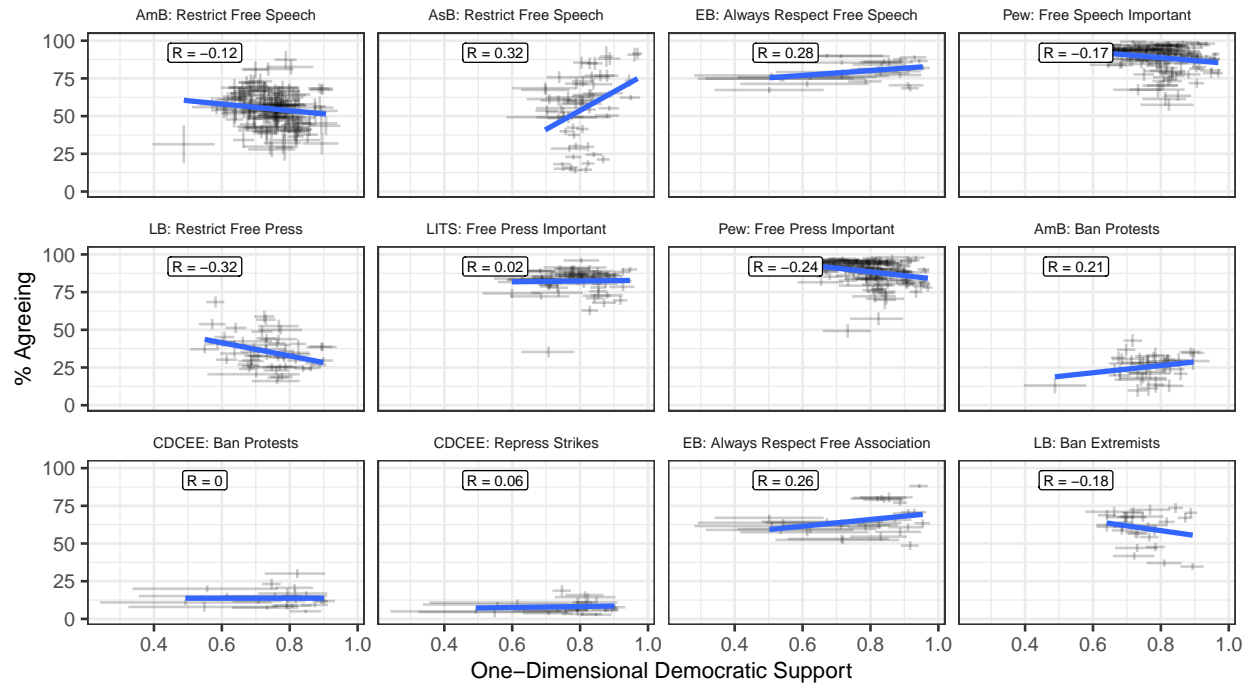 AmB: Restrict Free Speech
AsB: Restrict Free Speech
EB: Always Respect Free Speech
Pew: Free Speech Important
R = −0.12
R = 0.32
R = 0.28
R = −0.17
100
75
50
25
0
LB: Restrict Free Press
LITS: Free Press Important
Pew: Free Press Important
AmB: Ban Protests
R = −0.32
R = 0.02
R = −0.24
R = 0.21
100
75
50
25
0
% Agreeing
CDCEE: Ban Protests
CDCEE: Repress Strikes
EB: Always Respect Free Association
LB: Ban Extremists
R = 0
R = 0.06
R = 0.26
R = −0.18
100
75
50
25
0
0.4 0.6 0.8 1.0
0.4 0.6 0.8 1.0
0.4 0.6 0.8 1.0
0.4 0.6 0.8 1.0
One−Dimensional Democratic Support